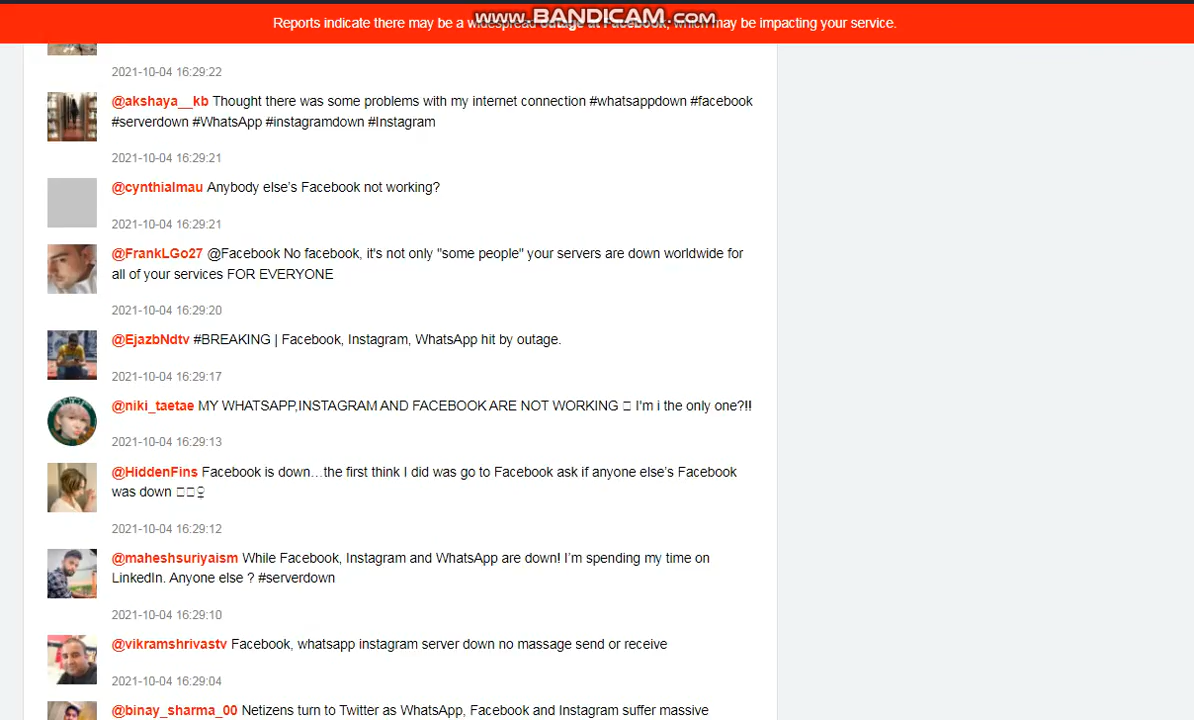 www.BANDICAM.com
Reports indicate there may be a widespread outage at Facebook, which may be impacting your service.
2021-10-04 16:29:22
@akshaya__kb Thought there was some problems with my internet connection #whatsappdown #facebook
#serverdown #WhatsApp #instagramdown #Instagram
2021-10-04 16:29:21
@cynthialmau Anybody else's Facebook not working?
2021-10-04 16:29:21
@FrankLGo27 @Facebook No facebook, it's not only "some people" your servers are down worldwide for
all of your services FOR EVERYONE
2021-10-04 16:29:20
@EjazbNdtv #BREAKING | Facebook, Instagram, WhatsApp hit by outage.
2021-10-04 16:29:17
@niki_taetae MY WHATSAPP,INSTAGRAM AND FACEBOOK ARE NOT WORKING □ I'm i the only one?!!
2021-10-04 16:29:13
@HiddenFins Facebook is down…the first think I did was go to Facebook ask if anyone else's Facebook
was down □□♀
2021-10-04 16:29:12
@maheshsuriyaism While Facebook, Instagram and WhatsApp are down! I'm spending my time on
LinkedIn. Anyone else ? #serverdown
2021-10-04 16:29:10
@vikramshrivastv Facebook, whatsapp instagram server down no massage send or receive
2021-10-04 16:29:04
@binay_sharma_00 Netizens turn to Twitter as WhatsApp, Facebook and Instagram suffer massive